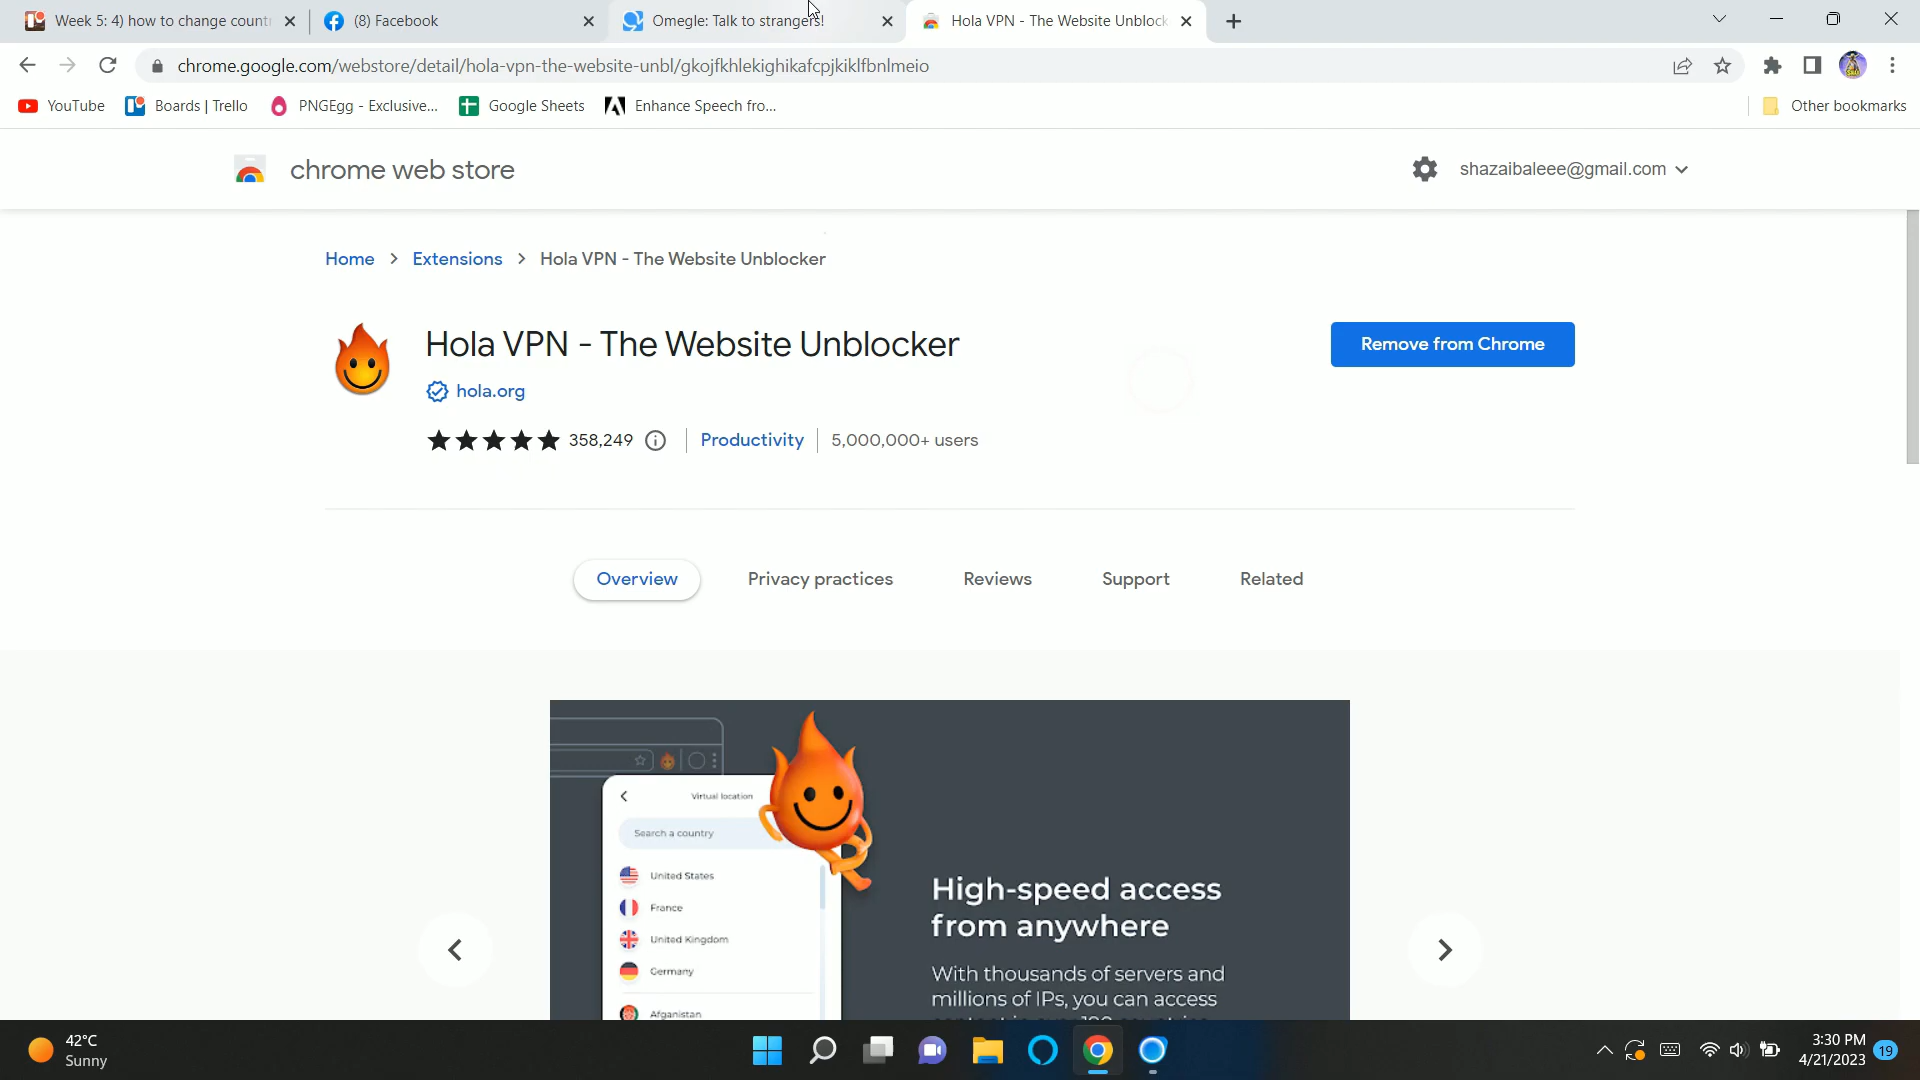 Week 5: 4) how to change countr
(8) Facebook
Omegle: Talk to strangers!
Hola VPN - The Website Unblock
chrome.google.com/webstore/detail/hola-vpn-the-website-unbl/gkojfkhlekighikafcpjkiklfbnlmeio
YouTube
Boards | Trello
PNGEgg - Exclusive...
Google Sheets
Enhance Speech fro...
Other bookmarks
chrome web store
shazaibaleee@gmail.com
Home > Extensions > Hola VPN - The Website Unblocker
Hola VPN - The Website Unblocker
Remove from Chrome
hola.org
358,249
Productivity
5,000,000+ users
Overview
Privacy practices
Reviews
Support
Related
Virtual location
Search a country
United States
France
United Kingdom
Germany
Afganistan
High-speed access
from anywhere
With thousands of servers and
millions of IPs, you can access
42°C
Sunny
3:30 PM
4/21/2023
19